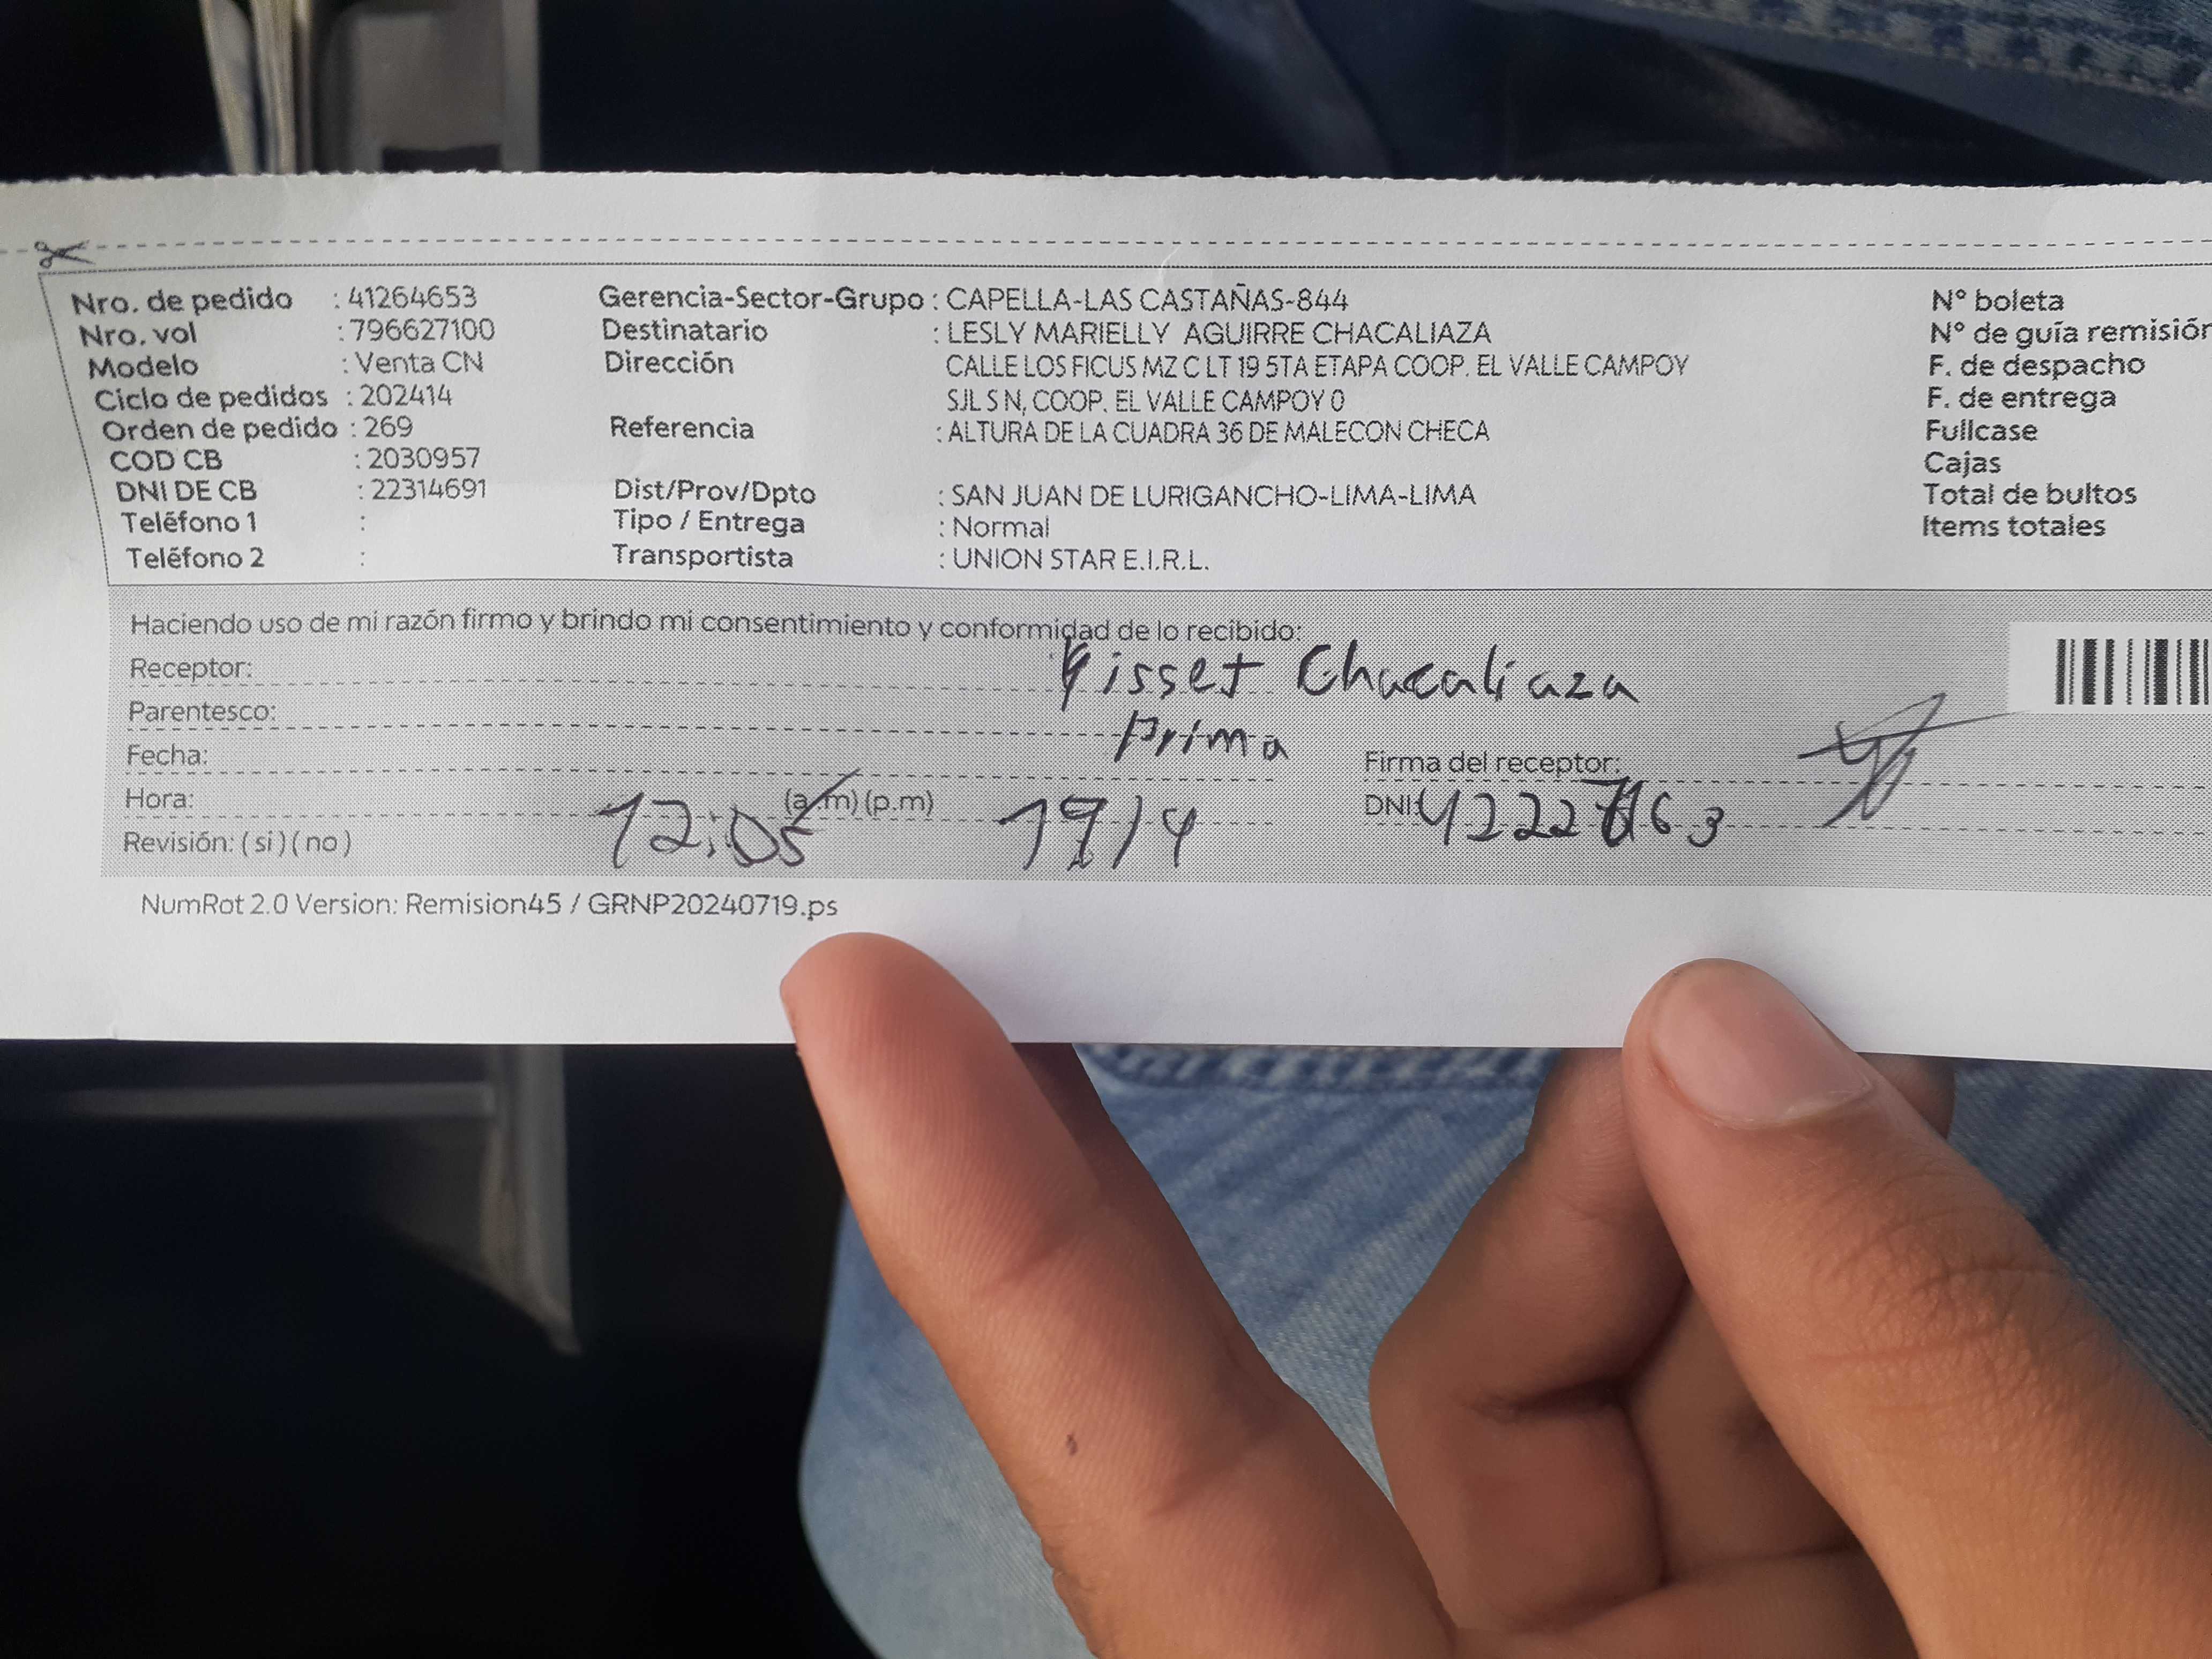 Nro. de pedido : 41264653 Gerencia-Sector-Grupo : CAPELLA-LAS CASTAÑAS-844 N° boleta
Nro. vol : 796627100 Destinatario : LESLY MARIELLY AGUIRRE CHACALIAZA N° de guía remisión
Modelo : Venta CN Dirección CALLE LOS FICUS MZ C LT 19 5TA ETAPA COOP. EL VALLE CAMPOY F. de despacho
Ciclo de pedidos : 202414 SJL S N, COOP. EL VALLE CAMPOY 0 F. de entrega
Orden de pedido : 269 Referencia : ALTURA DE LA CUADRA 36 DE MALECON CHECA Fullcase
COD CB : 2030957 Cajas
DNI DE CB : 22314691 Dist/Prov/Dpto : SAN JUAN DE LURIGANCHO-LIMA-LIMA Total de bultos
Teléfono 1 : Tipo / Entrega : Normal Items totales
Teléfono 2 : Transportista : UNION STAR E.I.R.L.
Haciendo uso de mi razón firmo y brindo mi consentimiento y conformidad de lo recibido:
Receptor: Chacaliaza
Parentesco: Prima
Fecha: Firma del receptor:
Hora: 12:05 (a.m) (p.m) 19/4 DNI:
Revisión: ( si ) ( no )
NumRot 2.0 Version: Remision45 / GRNP20240719.ps